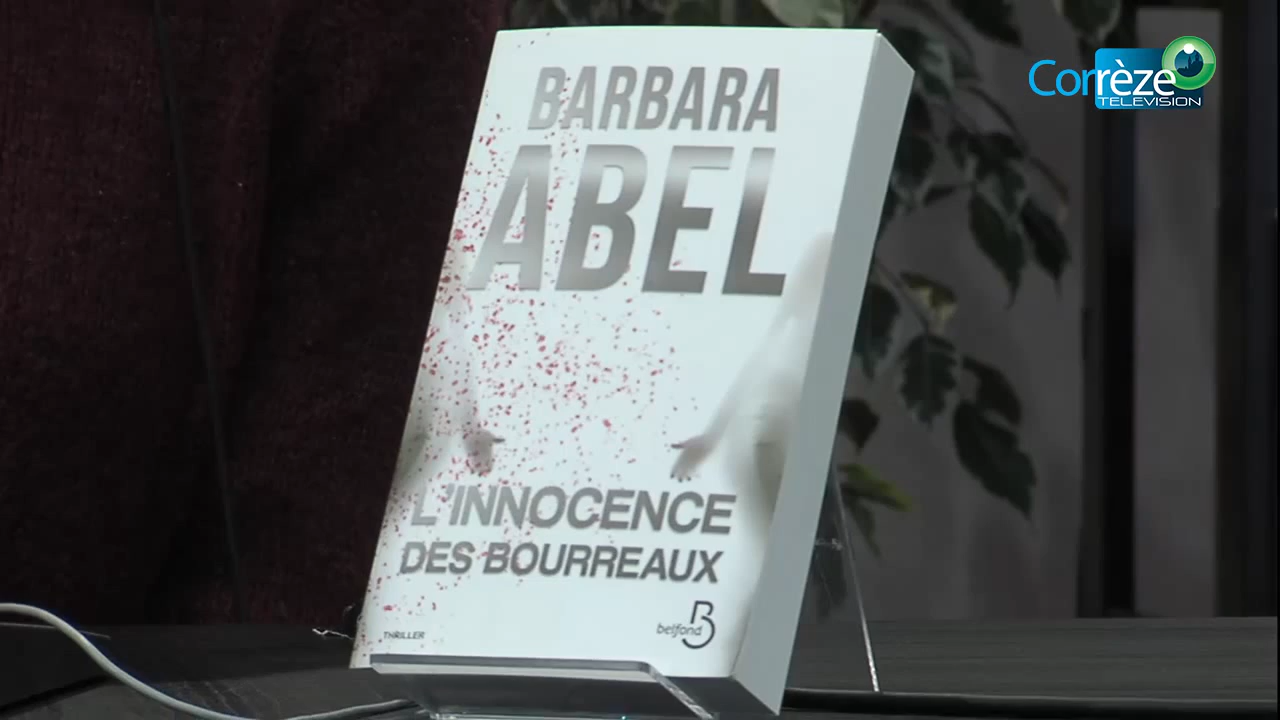 Corrèze
TELEVISION
BARBARA
ABEL
L'INNOCENCE
DES BOURREAUX
THRILLER
belfond